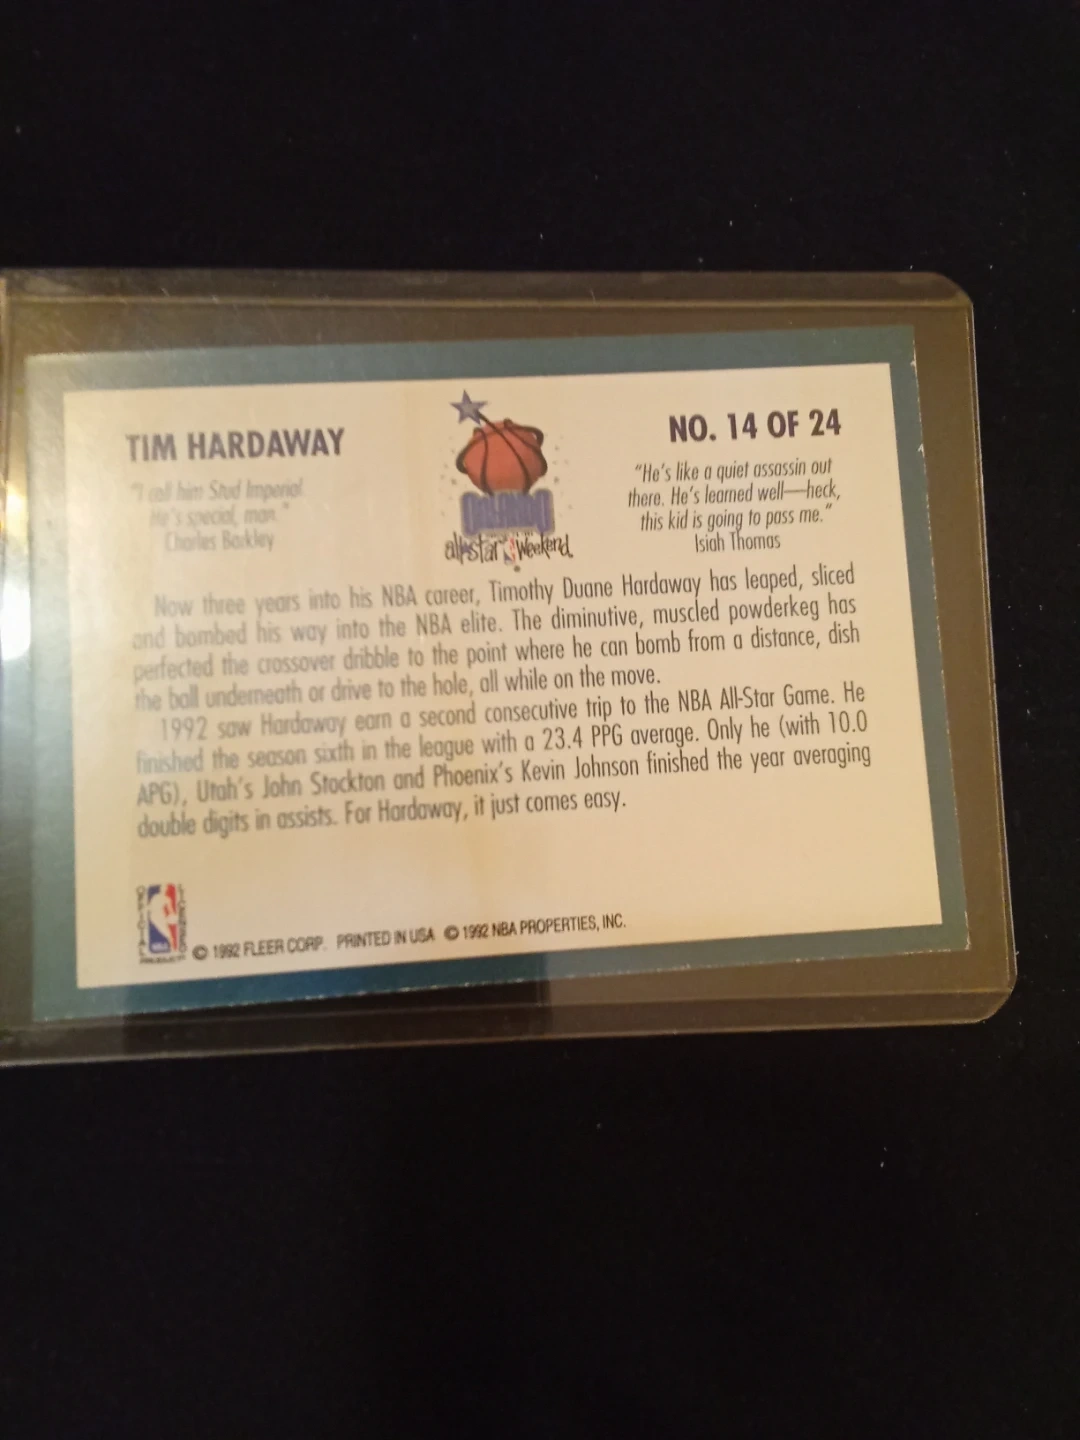 TIM HARDAWAY
"I call him Stud Imperial.
He's special, man."
Charles Barkley
ORLANDO
all-star Weekend
NO. 14 OF 24
"He's like a quiet assassin out
there. He's learned well—heck,
this kid is going to pass me."
Isiah Thomas
Now three years into his NBA career, Timothy Duane Hardaway has leaped, sliced
and bombed his way into the NBA elite. The diminutive, muscled powderkeg has
perfected the crossover dribble to the point where he can bomb from a distance, dish
the ball underneath or drive to the hole, all while on the move.
1992 saw Hardaway earn a second consecutive trip to the NBA All-Star Game. He
finished the season sixth in the league with a 23.4 PPG average. Only he (with 10.0
APG), Utah's John Stockton and Phoenix's Kevin Johnson finished the year averaging
double digits in assists. For Hardaway, it just comes easy.
OFFICIAL LICENSED PRODUCT
NBA
© 1992 FLEER CORP. PRINTED IN USA © 1992 NBA PROPERTIES, INC.